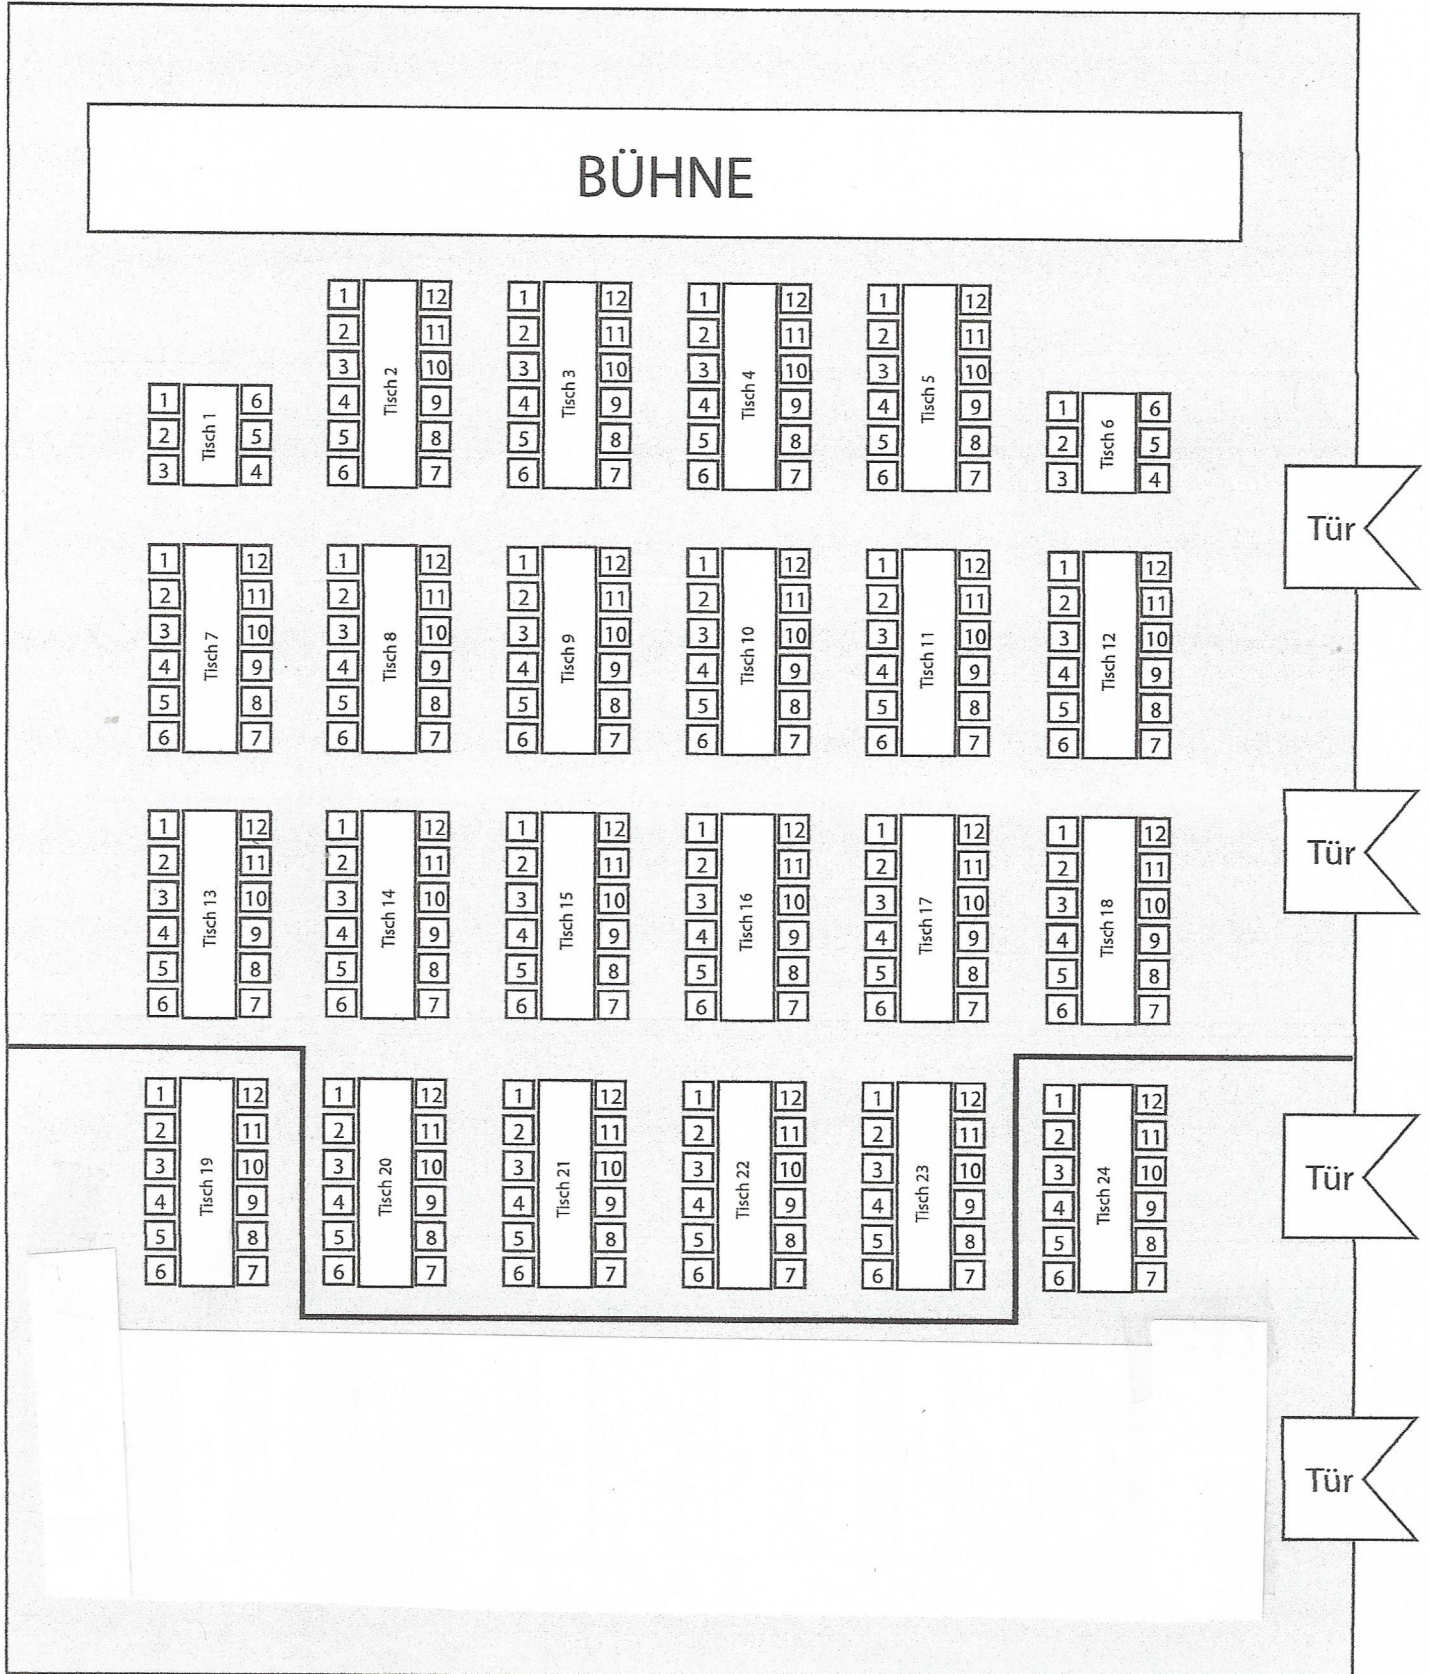 BÜHNE
1 12 1 12 1 12 1 12
2 11 2 11 2 11 2 11
3 10 3 10 3 10 3 10
1 6 4 9 4 9 4 9 4 9 1 6
2 5 5 8 5 8 5 8 5 8 2 5
3 4 6 7 6 7 6 7 6 7 3 4
Tisch 1
Tisch 2
Tisch 3
Tisch 4
Tisch 5
Tisch 6
Tür
1 12 1 12 1 12 1 12 1 12 1 12
2 11 2 11 2 11 2 11 2 11 2 11
3 10 3 10 3 10 3 10 3 10 3 10
4 9 4 9 4 9 4 9 4 9 4 9
5 8 5 8 5 8 5 8 5 8 5 8
6 7 6 7 6 7 6 7 6 7 6 7
Tisch 7
Tisch 8
Tisch 9
Tisch 10
Tisch 11
Tisch 12
Tür
1 12 1 12 1 12 1 12 1 12 1 12
2 11 2 11 2 11 2 11 2 11 2 11
3 10 3 10 3 10 3 10 3 10 3 10
4 9 4 9 4 9 4 9 4 9 4 9
5 8 5 8 5 8 5 8 5 8 5 8
6 7 6 7 6 7 6 7 6 7 6 7
Tisch 13
Tisch 14
Tisch 15
Tisch 16
Tisch 17
Tisch 18
1 12 1 12 1 12 1 12 1 12 1 12
2 11 2 11 2 11 2 11 2 11 2 11
3 10 3 10 3 10 3 10 3 10 3 10
4 9 4 9 4 9 4 9 4 9 4 9
5 8 5 8 5 8 5 8 5 8 5 8
6 7 6 7 6 7 6 7 6 7 6 7
Tisch 19
Tisch 20
Tisch 21
Tisch 22
Tisch 23
Tisch 24
Tür
Tür